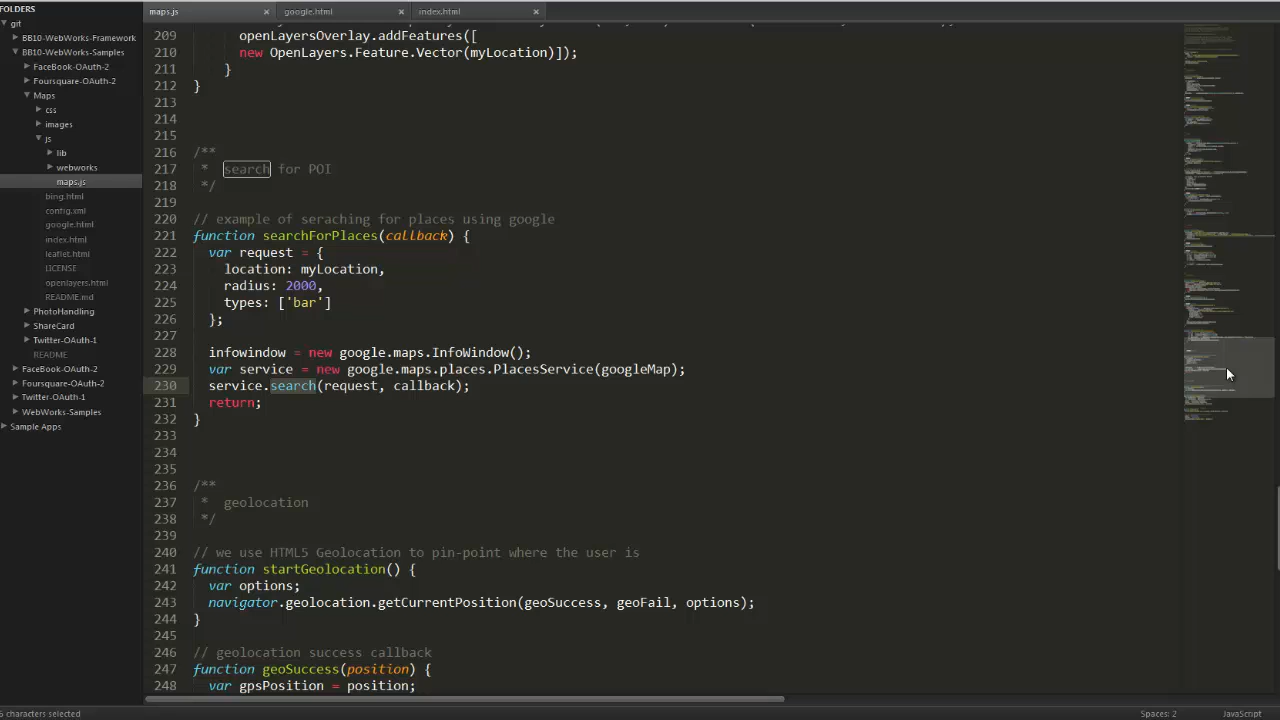 FOLDERS
git
BB10-WebWorks-Framework
BB10-WebWorks-Samples
FaceBook-OAuth-2
Foursquare-OAuth-2
Maps
css
images
js
lib
webworks
maps.js
bing.html
config.xml
google.html
index.html
leaflet.html
LICENSE
openlayers.html
README.md
PhotoHandling
ShareCard
Twitter-OAuth-1
README
FaceBook-OAuth-2
Foursquare-OAuth-2
Twitter-OAuth-1
WebWorks-Samples
Sample Apps
maps.js × google.html × index.html ×
209 openLayersOverlay.addFeatures([
210 new OpenLayers.Feature.Vector(myLocation)]);
211 }
212 }
213
214
215
216 /**
217 * search for POI
218 */
219
220 // example of seraching for places using google
221 function searchForPlaces(callback) {
222 var request = {
223 location: myLocation,
224 radius: 2000,
225 types: ['bar']
226 };
227
228 infowindow = new google.maps.InfoWindow();
229 var service = new google.maps.places.PlacesService(googleMap);
230 service.search(request, callback);
231 return;
232 }
233
234
235
236 /**
237 * geolocation
238 */
239
240 // we use HTML5 Geolocation to pin-point where the user is
241 function startGeolocation() {
242 var options;
243 navigator.geolocation.getCurrentPosition(geoSuccess, geoFail, options);
244 }
245
246 // geolocation success callback
247 function geoSuccess(position) {
248 var gpsPosition = position;
characters selected
Spaces: 2 JavaScript